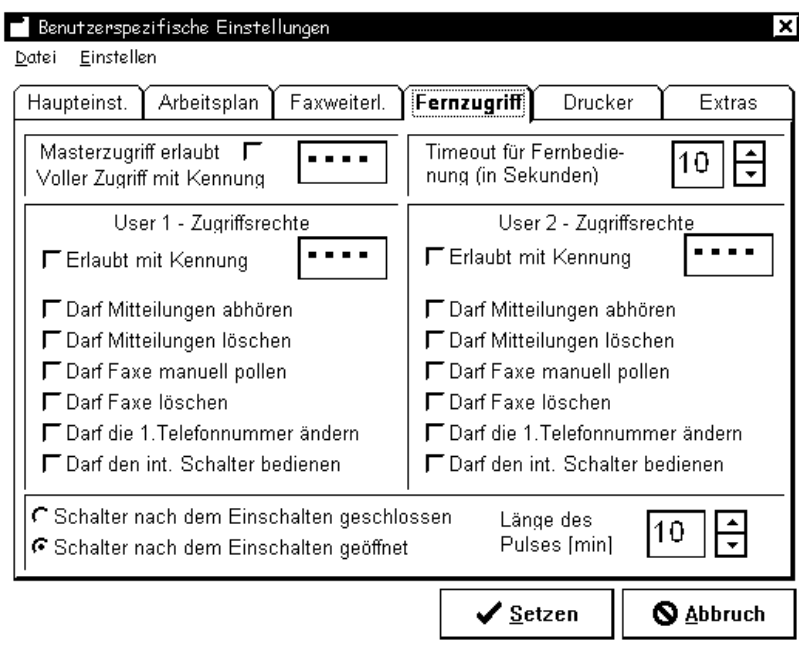 Benutzerspezifische Einstellungen
Datei Einstellen
Haupteinst. Arbeitsplan Faxweiterl. Fernzugriff Drucker Extras
Masterzugriff erlaubt
Voller Zugriff mit Kennung
Timeout für Fernbedie-
nung (in Sekunden)
10
User 1 - Zugriffsrechte
Erlaubt mit Kennung
Darf Mitteilungen abhören
Darf Mitteilungen löschen
Darf Faxe manuell pollen
Darf Faxe löschen
Darf die 1.Telefonnummer ändern
Darf den int. Schalter bedienen
User 2 - Zugriffsrechte
Erlaubt mit Kennung
Darf Mitteilungen abhören
Darf Mitteilungen löschen
Darf Faxe manuell pollen
Darf Faxe löschen
Darf die 1.Telefonnummer ändern
Darf den int. Schalter bedienen
Schalter nach dem Einschalten geschlossen
Schalter nach dem Einschalten geöffnet
Länge des
Pulses [min]
10
Setzen Abbruch